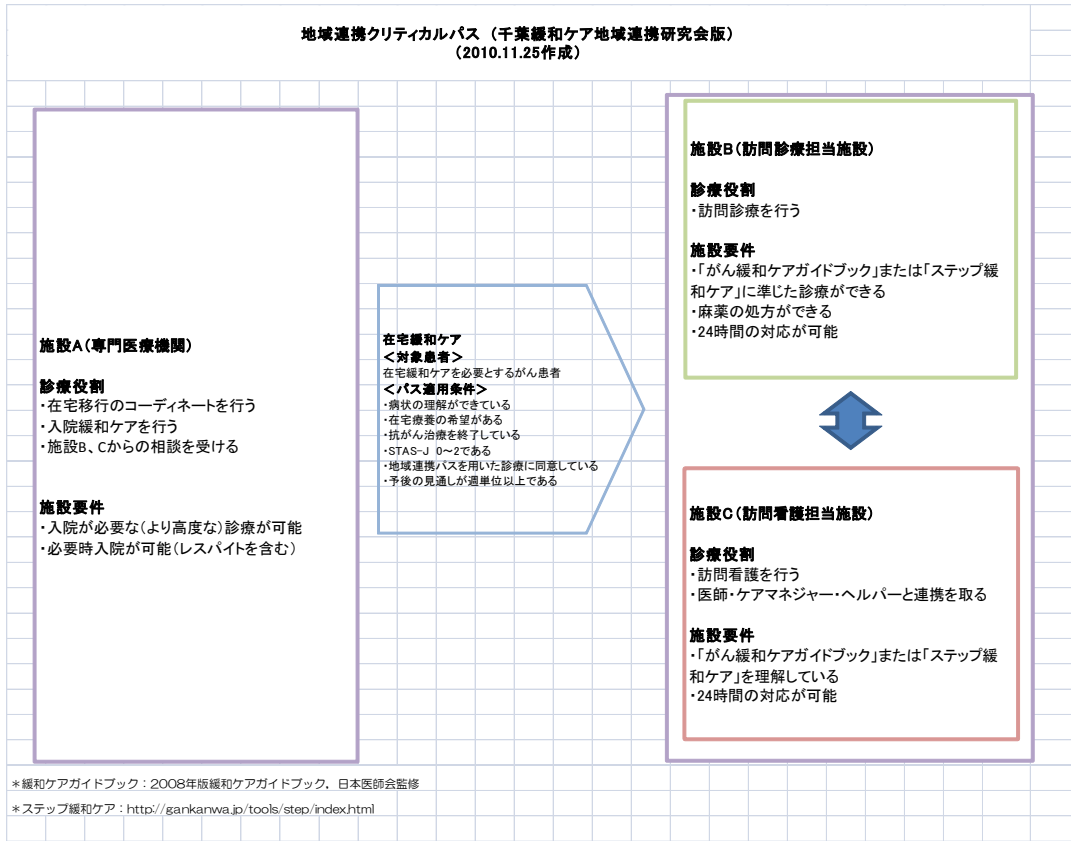 地域連携クリティカルパス （千葉緩和ケア地域連携研究会版）
（2010.11.25作成）
施設A（専門医療機関）
診療役割
・在宅移行のコーディネートを行う
・入院緩和ケアを行う
・施設B、Cからの相談を受ける
施設要件
・入院が必要な（より高度な）診療が可能
・必要時入院が可能（レスパイトを含む）
在宅緩和ケア
＜対象患者＞
在宅緩和ケアを必要とするがん患者
＜パス適用条件＞
・病状の理解ができている
・在宅療養の希望がある
・抗がん治療を終了している
・STAS-J 0～2である
・地域連携パスを用いた診療に同意している
・予後の見通しが週単位以上である
施設B（訪問診療担当施設）
診療役割
・訪問診療を行う
施設要件
・「がん緩和ケアガイドブック」または「ステップ緩
和ケア」に準じた診療ができる
・麻薬の処方ができる
・24時間の対応が可能
施設C（訪問看護担当施設）
診療役割
・訪問看護を行う
・医師・ケアマネジャー・ヘルパーと連携を取る
施設要件
・「がん緩和ケアガイドブック」または「ステップ緩
和ケア」を理解している
・24時間の対応が可能
＊緩和ケアガイドブック：2008年版緩和ケアガイドブック，日本医師会監修
＊ステップ緩和ケア：http://gankanwa.jp/tools/step/index.html